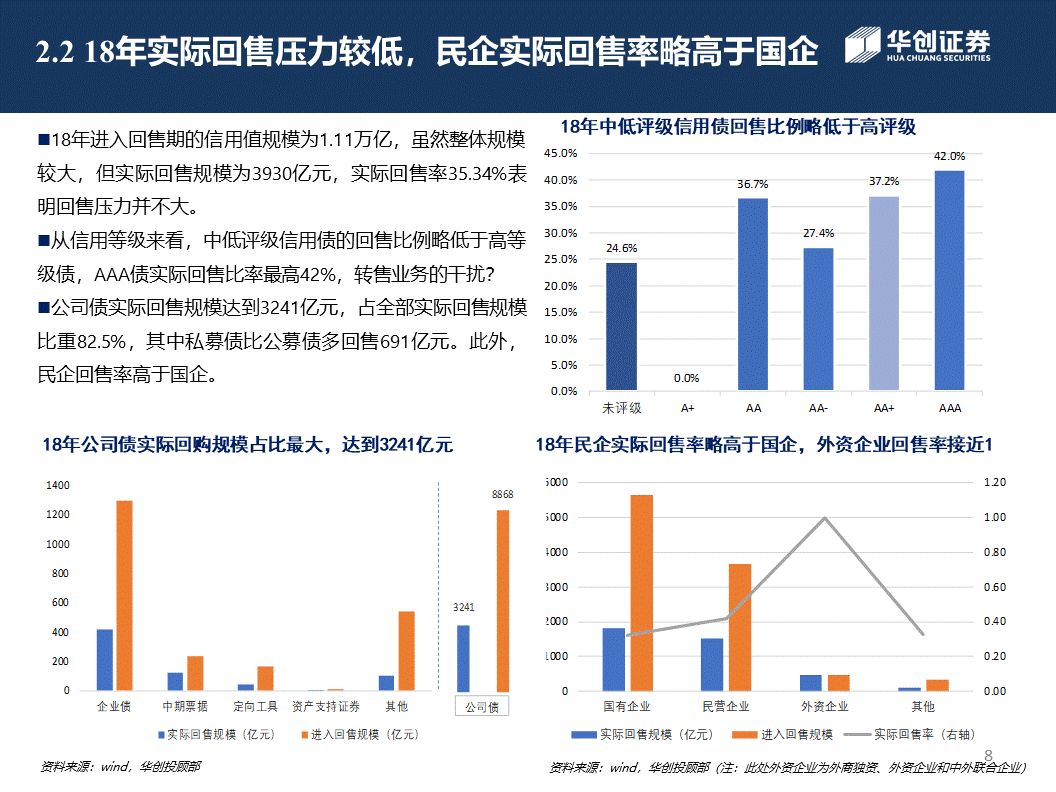 2.2 18年实际回售压力较低，民企实际回售率略高于国企
华创证券
HUA CHUANG SECURITIES
■18年进入回售期的信用值规模为1.11万亿，虽然整体规模
较大，但实际回售规模为3930亿元，实际回售率35.34%表
明回售压力并不大。
■从信用等级来看，中低评级信用债的回售比例略低于高等
级债，AAA债实际回售比率最高42%，转售业务的干扰？
■公司债实际回售规模达到3241亿元，占全部实际回售规模
比重82.5%，其中私募债比公募债多回售691亿元。此外，
民企回售率高于国企。
18年中低评级信用债回售比例略低于高评级
45.0%
40.0%
35.0%
30.0%
25.0%
20.0%
15.0%
10.0%
5.0%
0.0%
24.6%
0.0%
36.7%
27.4%
37.2%
42.0%
未评级 A+ AA AA- AA+ AAA
18年公司债实际回购规模占比最大，达到3241亿元
1400
1200
1000
800
600
400
200
0
3241
8868
企业债 中期票据 定向工具 资产支持证券 其他 公司债
实际回售规模（亿元） 进入回售规模（亿元）
资料来源：wind，华创投顾部
18年民企实际回售率略高于国企，外资企业回售率接近1
6000
5000
4000
3000
2000
1000
0
1.20
1.00
0.80
0.60
0.40
0.20
0.00
国有企业 民营企业 外资企业 其他
实际回售规模（亿元） 进入回售规模 实际回售率（右轴）
资料来源：wind，华创投顾部（注：此处外资企业为外商独资、外资企业和中外联合企业）
8